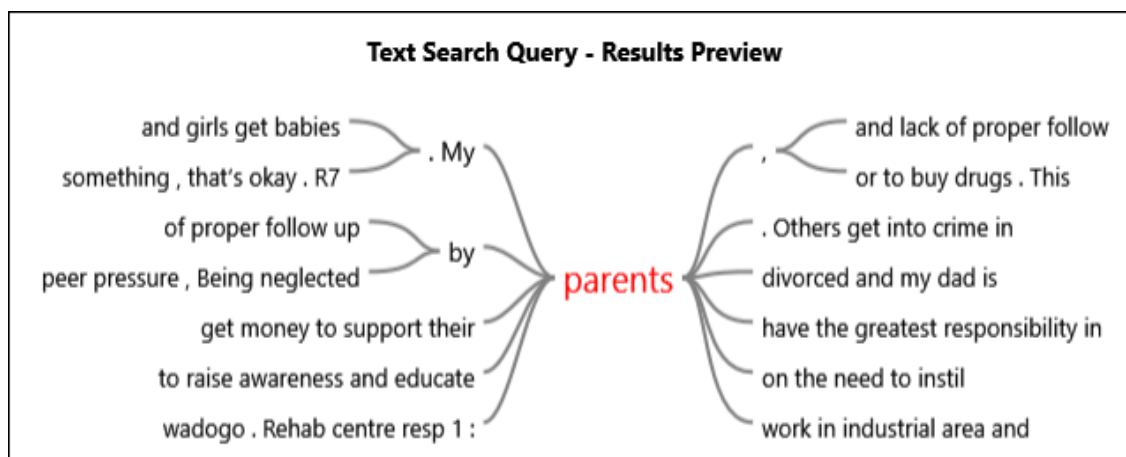 Text Search Query - Results Preview
and girls get babies
something , that's okay . R7
. My
of proper follow up
peer pressure , Being neglected
by
get money to support their
to raise awareness and educate
wadogo . Rehab centre resp 1 :
parents
,
and lack of proper follow
or to buy drugs . This
. Others get into crime in
divorced and my dad is
have the greatest responsibility in
on the need to instil
work in industrial area and